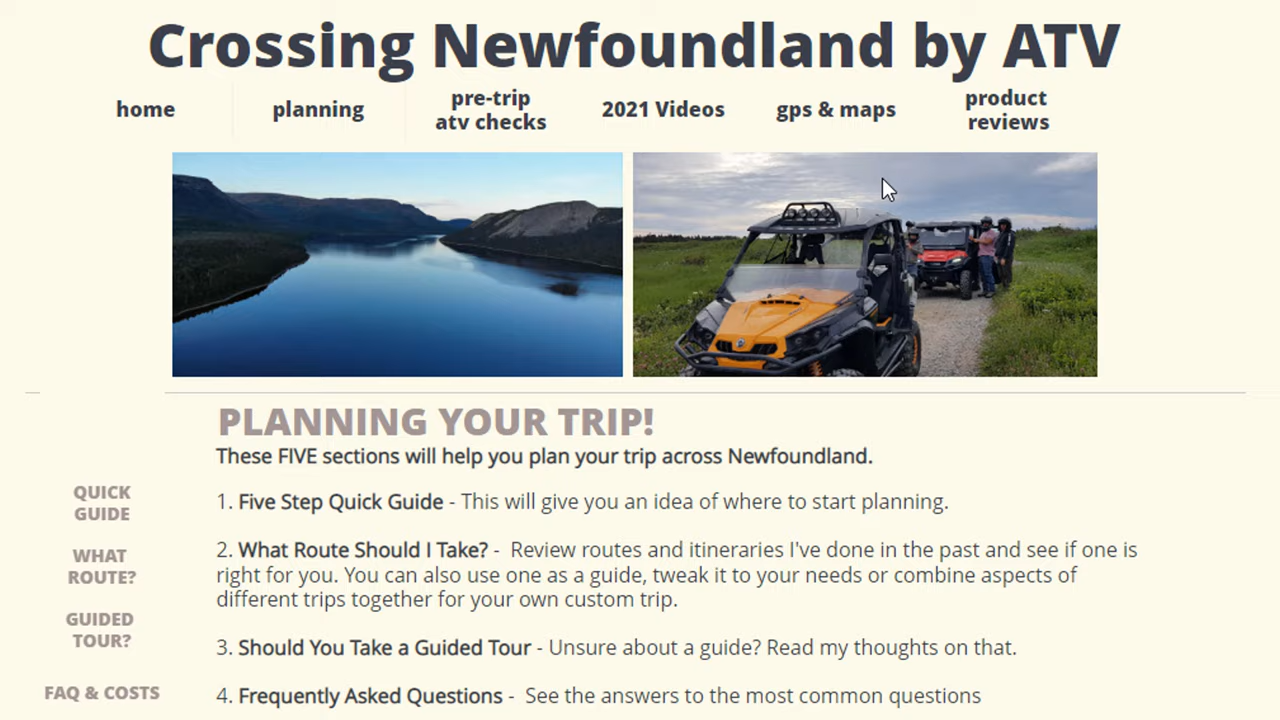 Crossing Newfoundland by ATV
home
planning
pre-trip
atv checks
2021 Videos
gps & maps
product
reviews
PLANNING YOUR TRIP!
These FIVE sections will help you plan your trip across Newfoundland.
QUICK
GUIDE
WHAT
ROUTE?
GUIDED
TOUR?
FAQ & COSTS
1. Five Step Quick Guide - This will give you an idea of where to start planning.
2. What Route Should I Take? - Review routes and itineraries I've done in the past and see if one is
right for you. You can also use one as a guide, tweak it to your needs or combine aspects of
different trips together for your own custom trip.
3. Should You Take a Guided Tour - Unsure about a guide? Read my thoughts on that.
4. Frequently Asked Questions - See the answers to the most common questions